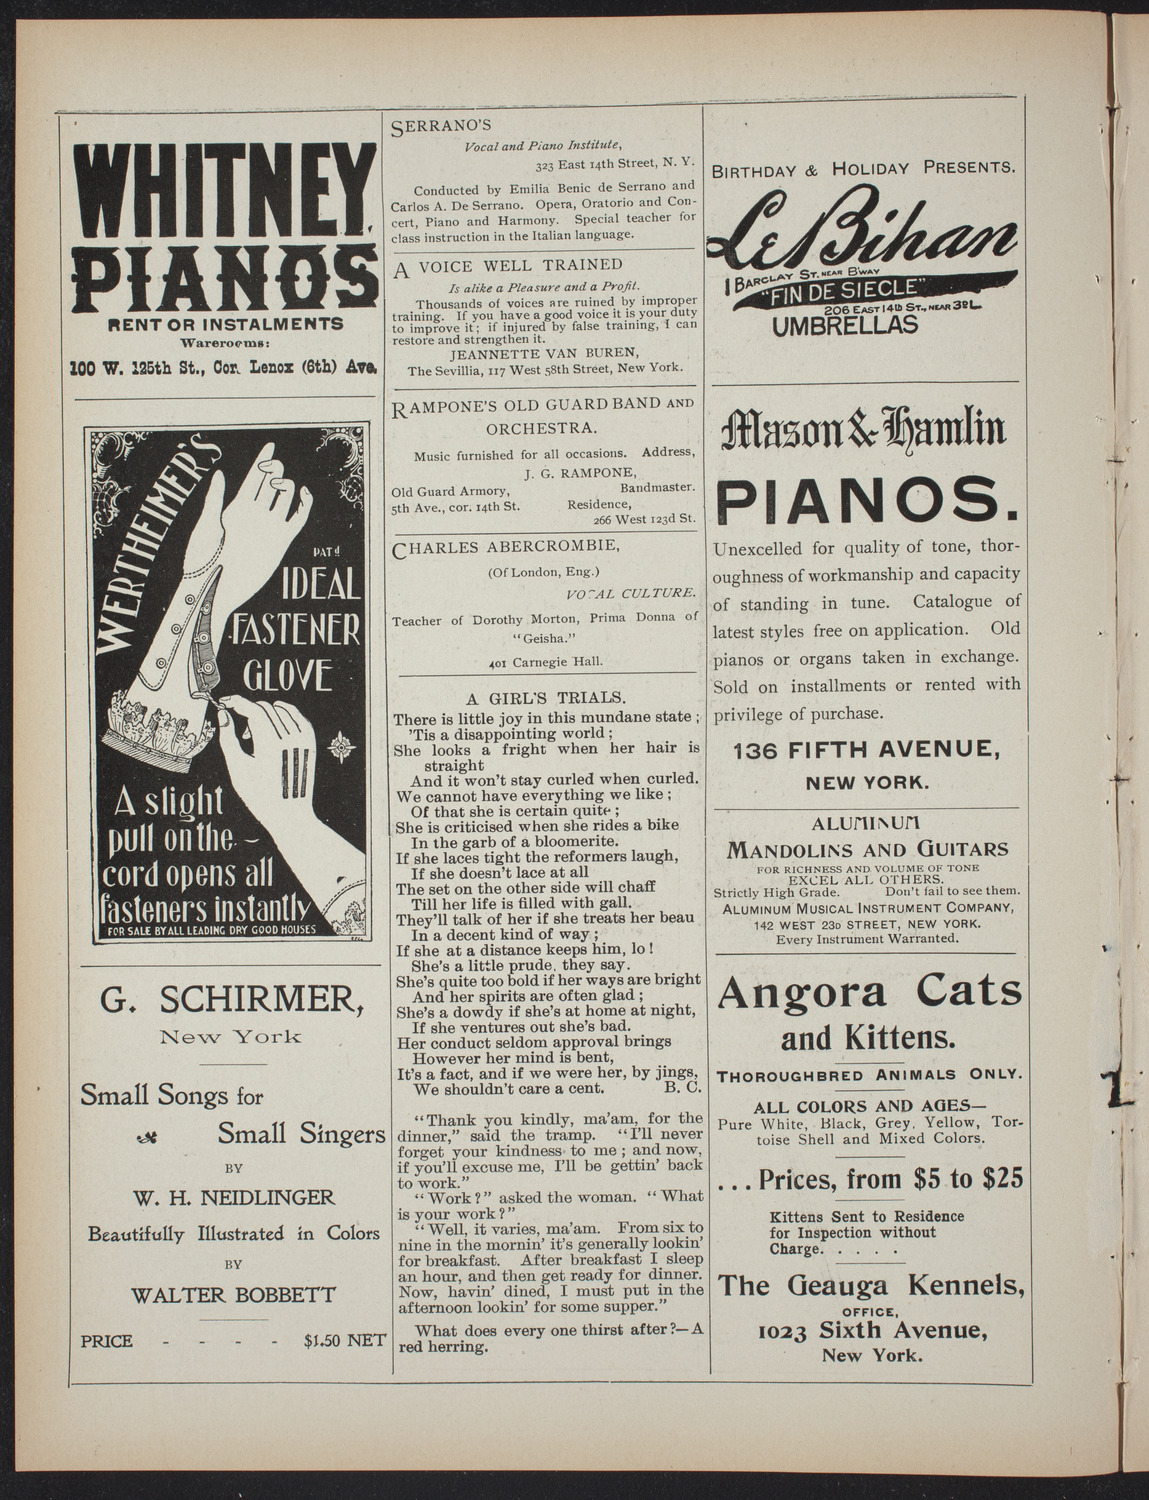 WHITNEY
PIANOS
RENT OR INSTALMENTS
Warerooms:
100 W. 125th St., Cor. Lenox (6th) Ave.
WERTHEIMER'S
PAT'd
IDEAL
FASTENER
GLOVE
A slight
pull on the
cord opens all
fasteners instantly
FOR SALE BY ALL LEADING DRY GOOD HOUSES
G. SCHIRMER,
New York
Small Songs for
Small Singers
BY
W. H. NEIDLINGER
Beautifully Illustrated in Colors
BY
WALTER BOBBETT
PRICE - - - - $1.50 NET
SERRANO'S
Vocal and Piano Institute,
323 East 14th Street, N. Y.
Conducted by Emilia Benic de Serrano and
Carlos A. De Serrano. Opera, Oratorio and Con-
cert, Piano and Harmony. Special teacher for
class instruction in the Italian language.
A VOICE WELL TRAINED
Is alike a Pleasure and a Profit.
Thousands of voices are ruined by improper
training. If you have a good voice it is your duty
to improve it; if injured by false training, I can
restore and strengthen it.
JEANNETTE VAN BUREN,
The Sevillia, 117 West 58th Street, New York.
RAMPONE'S OLD GUARD BAND AND
ORCHESTRA.
Music furnished for all occasions. Address,
J. G. RAMPONE,
Old Guard Armory, Bandmaster.
5th Ave., cor. 14th St. Residence,
266 West 123d St.
CHARLES ABERCROMBIE,
(Of London, Eng.)
VOCAL CULTURE.
Teacher of Dorothy Morton, Prima Donna of
"Geisha."
401 Carnegie Hall.
A GIRL'S TRIALS.
There is little joy in this mundane state;
'Tis a disappointing world;
She looks a fright when her hair is
straight
And it won't stay curled when curled.
We cannot have everything we like;
Of that she is certain quite;
She is criticised when she rides a bike
In the garb of a bloomerite.
If she laces tight the reformers laugh,
If she doesn't lace at all
The set on the other side will chaff
Till her life is filled with gall.
They'll talk of her if she treats her beau
In a decent kind of way;
If she at a distance keeps him, lo!
She's a little prude, they say.
She's quite too bold if her ways are bright
And her spirits are often glad;
She's a dowdy if she's at home at night,
If she ventures out she's bad.
Her conduct seldom approval brings
However her mind is bent,
It's a fact, and if we were her, by jings,
We shouldn't care a cent. B. C.
"Thank you kindly, ma'am, for the
dinner," said the tramp. "I'll never
forget your kindness to me; and now,
if you'll excuse me, I'll be gettin' back
to work."
"Work?" asked the woman. "What
is your work?"
"Well, it varies, ma'am. From six to
nine in the mornin' it's generally lookin'
for breakfast. After breakfast I sleep
an hour, and then get ready for dinner.
Now, havin' dined, I must put in the
afternoon lookin' for some supper."
What does every one thirst after?—A
red herring.
BIRTHDAY & HOLIDAY PRESENTS.
Le Bihan
1 BARCLAY ST. NEAR B'WAY
"FIN DE SIECLE"
206 EAST 14th ST., NEAR 3d
UMBRELLAS
Mason & Hamlin
PIANOS.
Unexcelled for quality of tone, thor-
oughness of workmanship and capacity
of standing in tune. Catalogue of
latest styles free on application. Old
pianos or organs taken in exchange.
Sold on installments or rented with
privilege of purchase.
136 FIFTH AVENUE,
NEW YORK.
ALUMINUM
MANDOLINS AND GUITARS
FOR RICHNESS AND VOLUME OF TONE
EXCEL ALL OTHERS.
Strictly High Grade. Don't fail to see them.
ALUMINUM MUSICAL INSTRUMENT COMPANY,
142 WEST 23D STREET, NEW YORK.
Every Instrument Warranted.
Angora Cats
and Kittens.
THOROUGHBRED ANIMALS ONLY.
ALL COLORS AND AGES—
Pure White, Black, Grey, Yellow, Tor-
toise Shell and Mixed Colors.
... Prices, from $5 to $25
Kittens Sent to Residence
for Inspection without
Charge. . . . .
The Geauga Kennels,
OFFICE,
1023 Sixth Avenue,
New York.